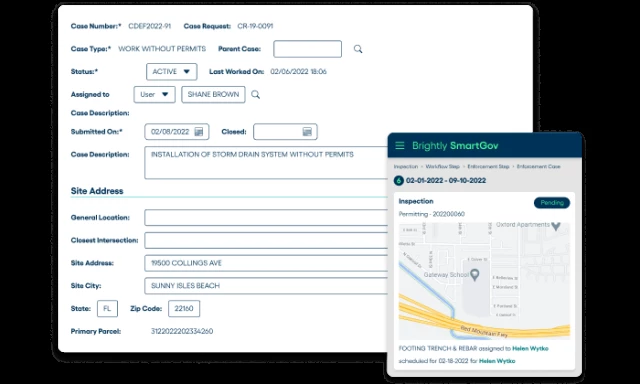 Case Number:* CDEF2022-91 Case Request: CR-19-0091
Case Type:* WORK WITHOUT PERMITS Parent Case:
Status:* ACTIVE Last Worked On: 02/06/2022 18:06
Assigned to User SHANE BROWN
Case Description:
Submitted On:* 02/08/2022 Closed:
Case Description: INSTALLATION OF STORM DRAIN SYSTEM WITHOUT PERMITS
Site Address
General Location:
Closest Intersection:
Site Address: 19500 COLLINGS AVE
Site City: SUNNY ISLES BEACH
State: FL Zip Code: 22160
Primary Parcel: 3122022202334260
Brightly SmartGov
Inspection Workflow Step Enforcement Step Enforcement Case
6 02-01-2022 - 09-10-2022
Inspection Pending
Permitting - 202200060
Oxford Apartments
Gateway School
Red Mountain Fwy
FOOTING TRENCH & REBAR assigned to Helen Wytko
scheduled for 02-18-2022 for Helen Wytko